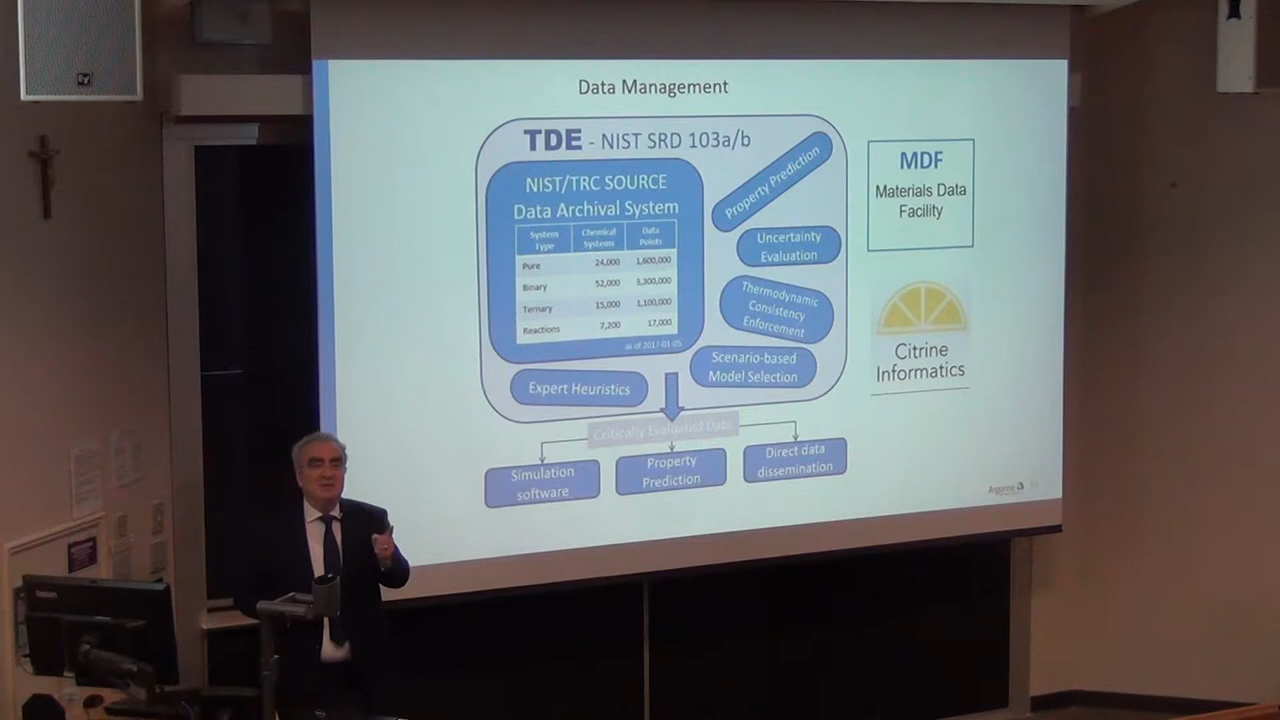 Data Management
TDE - NIST SRD 103a/b
NIST/TRC SOURCE
Data Archival System
System Type Chemical Systems Data Points
Pure 24,000 1,600,000
Binary 52,000 3,300,000
Ternary 15,000 1,100,000
Reactions 7,200 17,000
as of 2017-01-05
Property Prediction
Uncertainty
Evaluation
Thermodynamic
Consistency
Enforcement
Scenario-based
Model Selection
Expert Heuristics
Critically Evaluated Data
Simulation
software
Property
Prediction
Direct data
dissemination
MDF
Materials Data
Facility
Citrine
Informatics
Argonne
EV